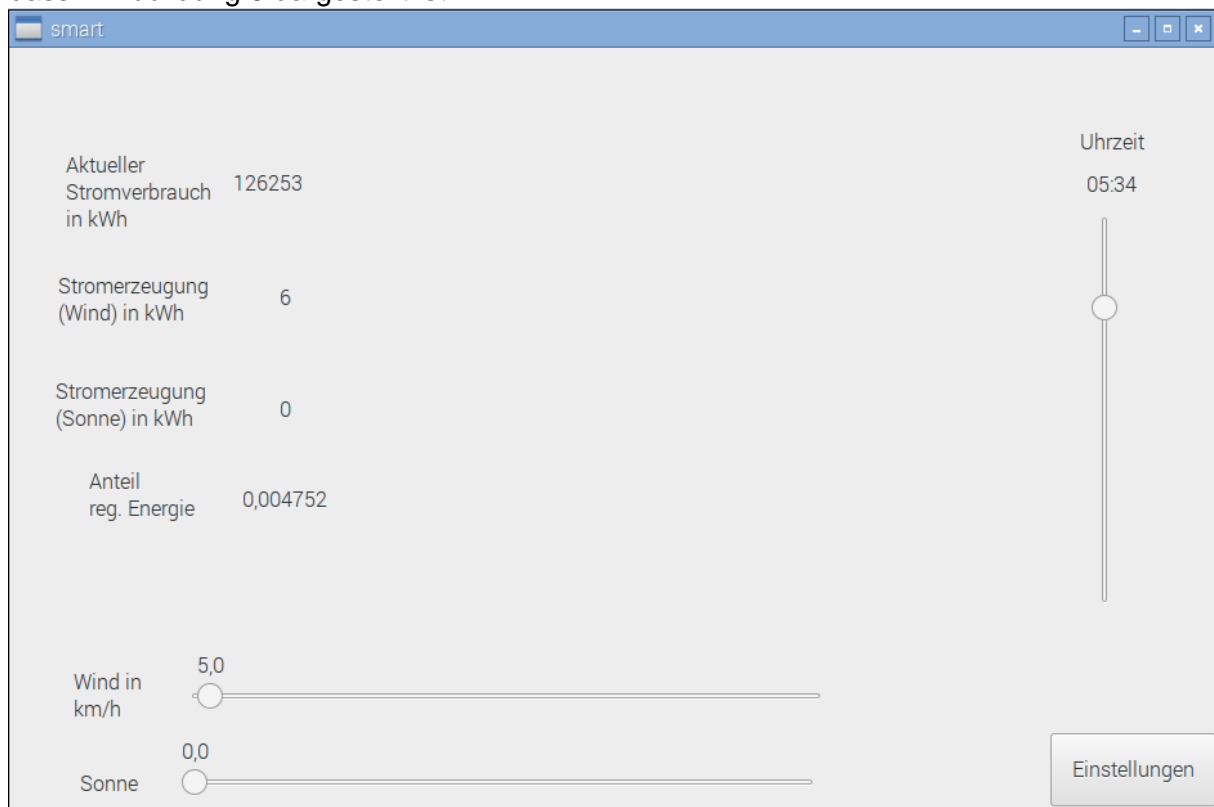 smart
Uhrzeit
05:34
Aktueller
Stromverbrauch
in kWh
126253
Stromerzeugung
(Wind) in kWh
6
Stromerzeugung
(Sonne) in kWh
0
Anteil
reg. Energie
0,004752
5,0
Wind in
km/h
0,0
Sonne
Einstellungen